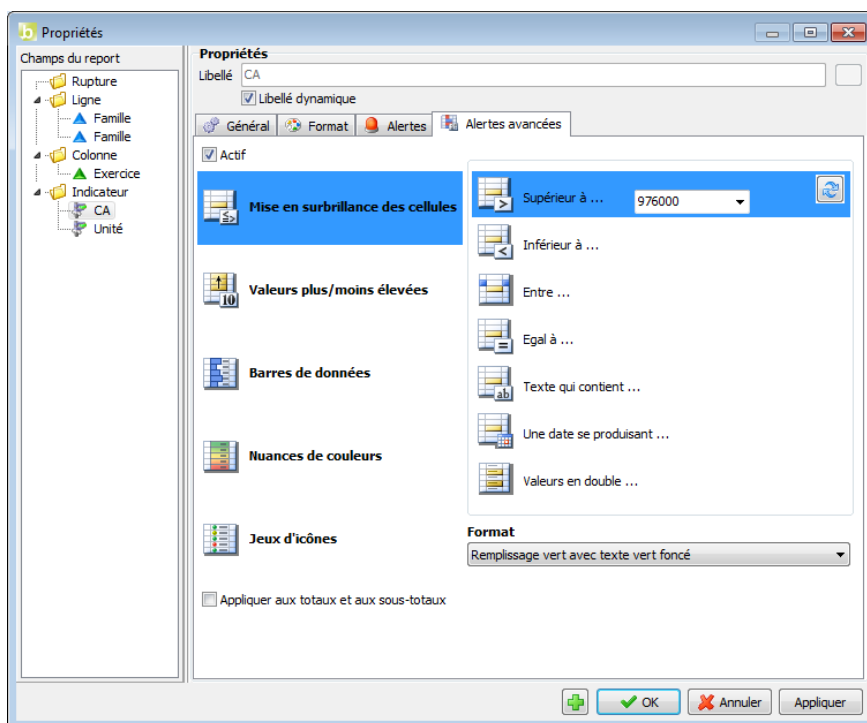 Propriétés
Champs du report
Rupture
Ligne
Famille
Famille
Colonne
Exercice
Indicateur
CA
Unité
Propriétés
Libellé CA
Libellé dynamique
Général Format Alertes Alertes avancées
Actif
Mise en surbrillance des cellules
Valeurs plus/moins élevées
Barres de données
Nuances de couleurs
Jeux d'icônes
Appliquer aux totaux et aux sous-totaux
Supérieur à ... 976000
Inférieur à ...
Entre ...
Egal à ...
Texte qui contient ...
Une date se produisant ...
Valeurs en double ...
Format
Remplissage vert avec texte vert foncé
OK Annuler Appliquer